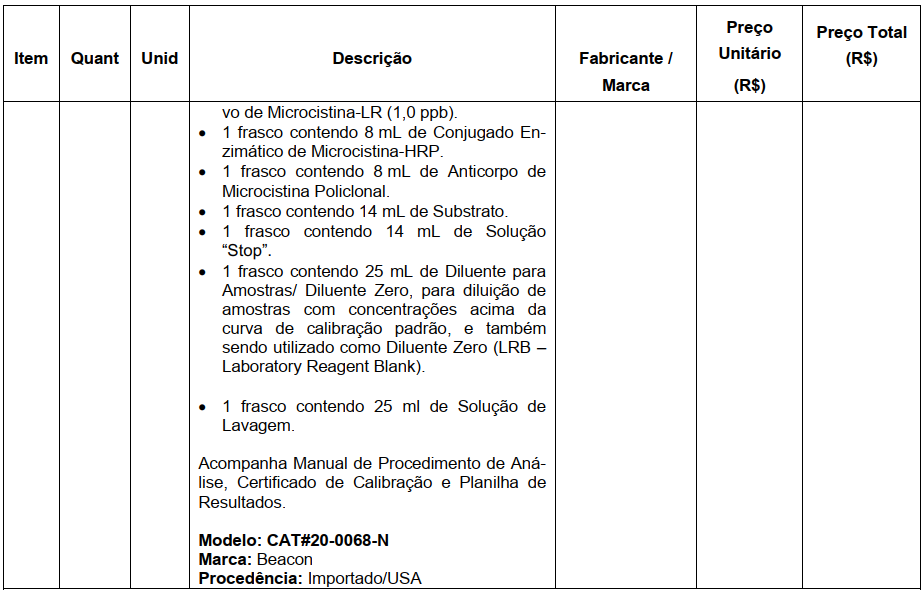 Item Quant Unid Descrição Fabricante / Marca Preço Unitário (R$) Preço Total (R$)
vo de Microcistina-LR (1,0 ppb).
• 1 frasco contendo 8 mL de Conjugado En-
zimático de Microcistina-HRP.
• 1 frasco contendo 8 mL de Anticorpo de
Microcistina Policlonal.
• 1 frasco contendo 14 mL de Substrato.
• 1 frasco contendo 14 mL de Solução
“Stop”.
• 1 frasco contendo 25 mL de Diluente para
Amostras/ Diluente Zero, para diluição de
amostras com concentrações acima da
curva de calibração padrão, e também
sendo utilizado como Diluente Zero (LRB –
Laboratory Reagent Blank).
• 1 frasco contendo 25 ml de Solução de
Lavagem.
Acompanha Manual de Procedimento de Aná-
lise, Certificado de Calibração e Planilha de
Resultados.
Modelo: CAT#20-0068-N
Marca: Beacon
Procedência: Importado/USA